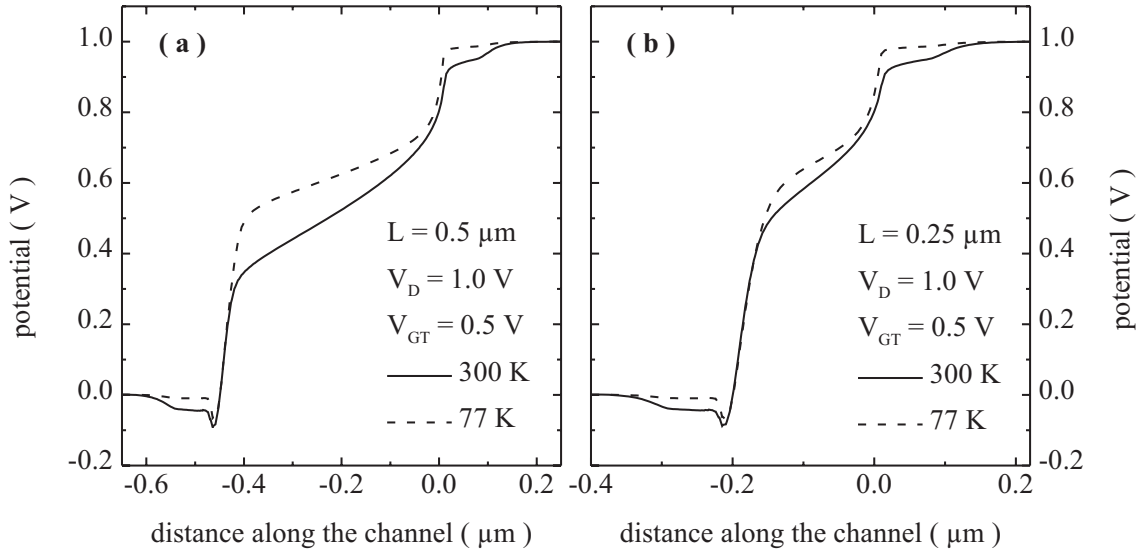 ( a )
( b )
1.0
0.8
0.6
0.4
0.2
0.0
-0.2
potential ( V )
L = 0.5 µm
V_D = 1.0 V
V_GT = 0.5 V
300 K
77 K
-0.6
-0.4
-0.2
0.0
0.2
distance along the channel ( µm )
L = 0.25 µm
V_D = 1.0 V
V_GT = 0.5 V
300 K
77 K
-0.4
-0.2
0.0
0.2
distance along the channel ( µm )
1.0
0.8
0.6
0.4
0.2
0.0
-0.2
potential ( V )